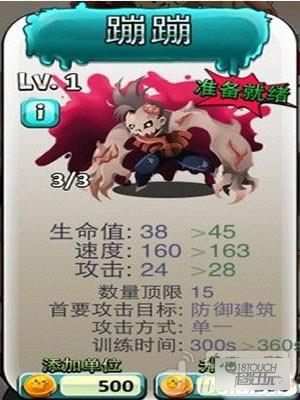 蹦蹦
LV. 1
准备就绪
i
3/3
生命值: 38 >45
速度: 160 >163
攻击: 24 >28
数量顶限 15
首要攻击目标: 防御建筑
攻击方式: 单一
训练时间: 300s >360s
添加单位
500
500
18TOUCH